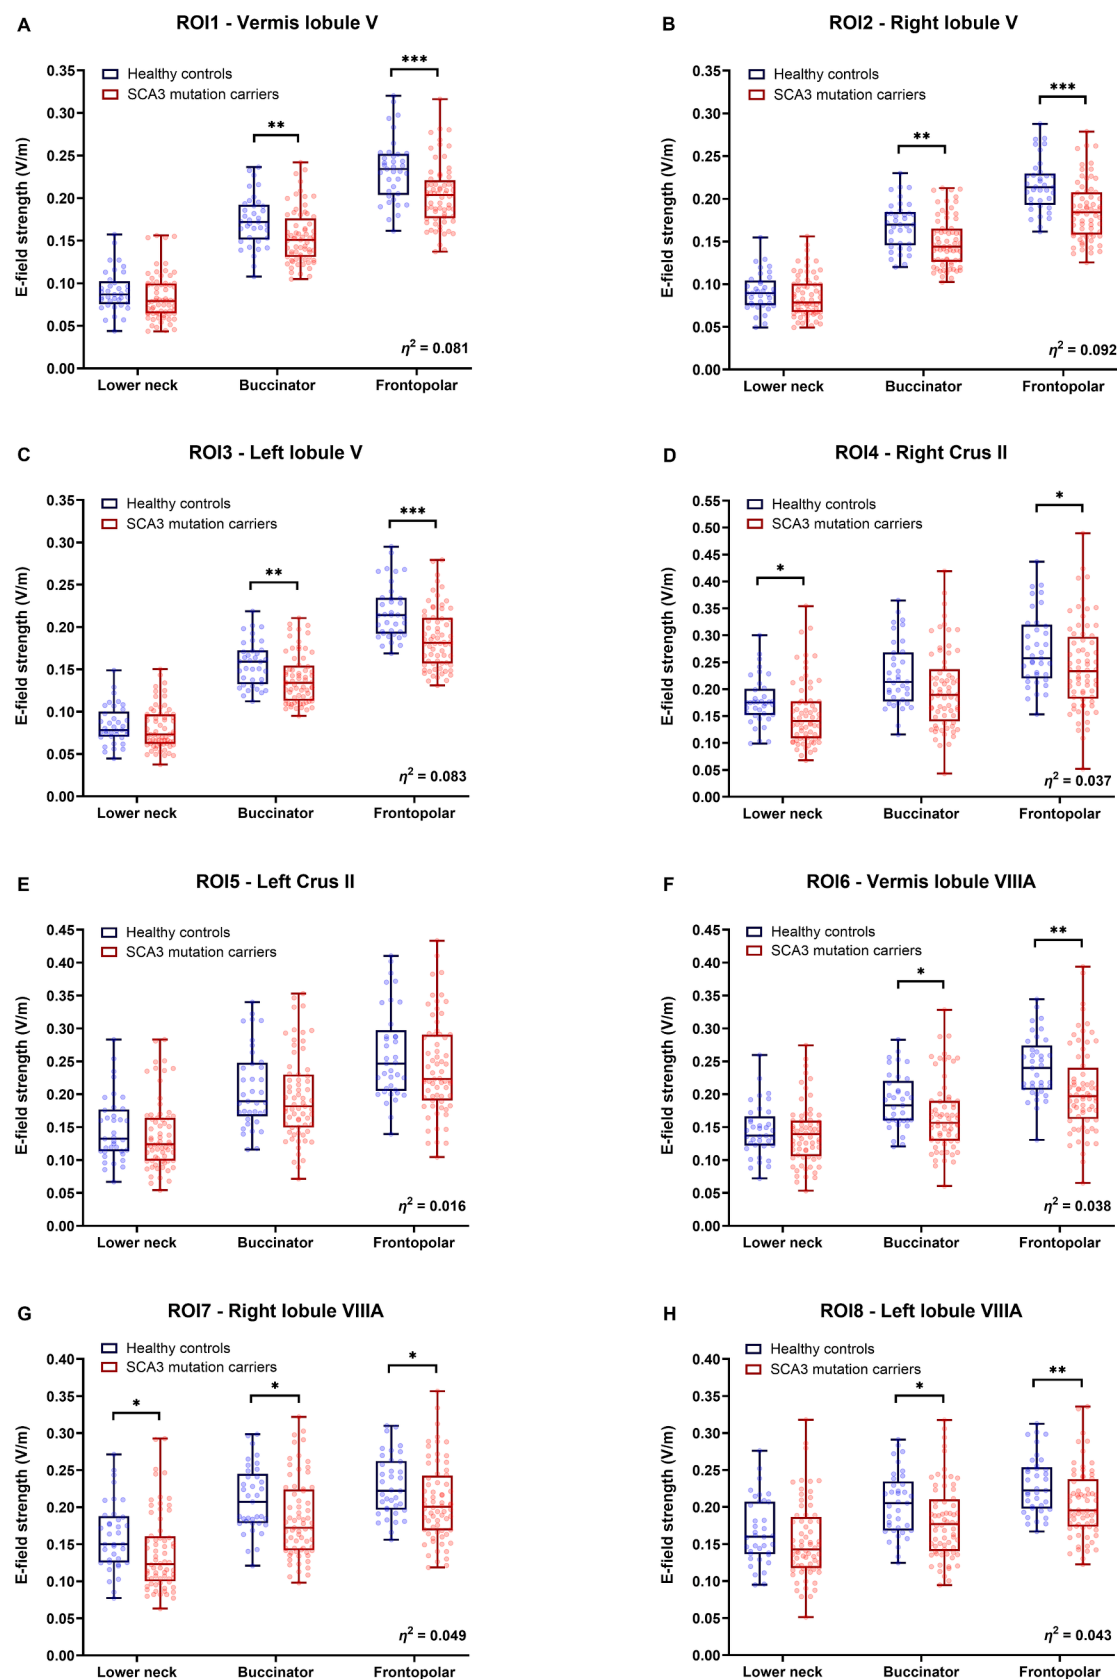 A
ROI1 - Vermis lobule V
E-field strength (V/m)
Healthy controls
SCA3 mutation carriers
0.35
0.30
0.25
0.20
0.15
0.10
0.05
0.00
**
***
η² = 0.081
Lower neck Buccinator Frontopolar
B
ROI2 - Right lobule V
E-field strength (V/m)
Healthy controls
SCA3 mutation carriers
0.35
0.30
0.25
0.20
0.15
0.10
0.05
0.00
**
***
η² = 0.092
Lower neck Buccinator Frontopolar
C
ROI3 - Left lobule V
E-field strength (V/m)
Healthy controls
SCA3 mutation carriers
0.35
0.30
0.25
0.20
0.15
0.10
0.05
0.00
**
***
η² = 0.083
Lower neck Buccinator Frontopolar
D
ROI4 - Right Crus II
E-field strength (V/m)
Healthy controls
SCA3 mutation carriers
0.55
0.50
0.45
0.40
0.35
0.30
0.25
0.20
0.15
0.10
0.05
0.00
*
*
η² = 0.037
Lower neck Buccinator Frontopolar
E
ROI5 - Left Crus II
E-field strength (V/m)
Healthy controls
SCA3 mutation carriers
0.45
0.40
0.35
0.30
0.25
0.20
0.15
0.10
0.05
0.00
η² = 0.016
Lower neck Buccinator Frontopolar
F
ROI6 - Vermis lobule VIIIA
E-field strength (V/m)
Healthy controls
SCA3 mutation carriers
0.45
0.40
0.35
0.30
0.25
0.20
0.15
0.10
0.05
0.00
*
**
η² = 0.038
Lower neck Buccinator Frontopolar
G
ROI7 - Right lobule VIIIA
E-field strength (V/m)
Healthy controls
SCA3 mutation carriers
0.40
0.35
0.30
0.25
0.20
0.15
0.10
0.05
0.00
*
*
*
η² = 0.049
Lower neck Buccinator Frontopolar
H
ROI8 - Left lobule VIIIA
E-field strength (V/m)
Healthy controls
SCA3 mutation carriers
0.40
0.35
0.30
0.25
0.20
0.15
0.10
0.05
0.00
*
**
η² = 0.043
Lower neck Buccinator Frontopolar